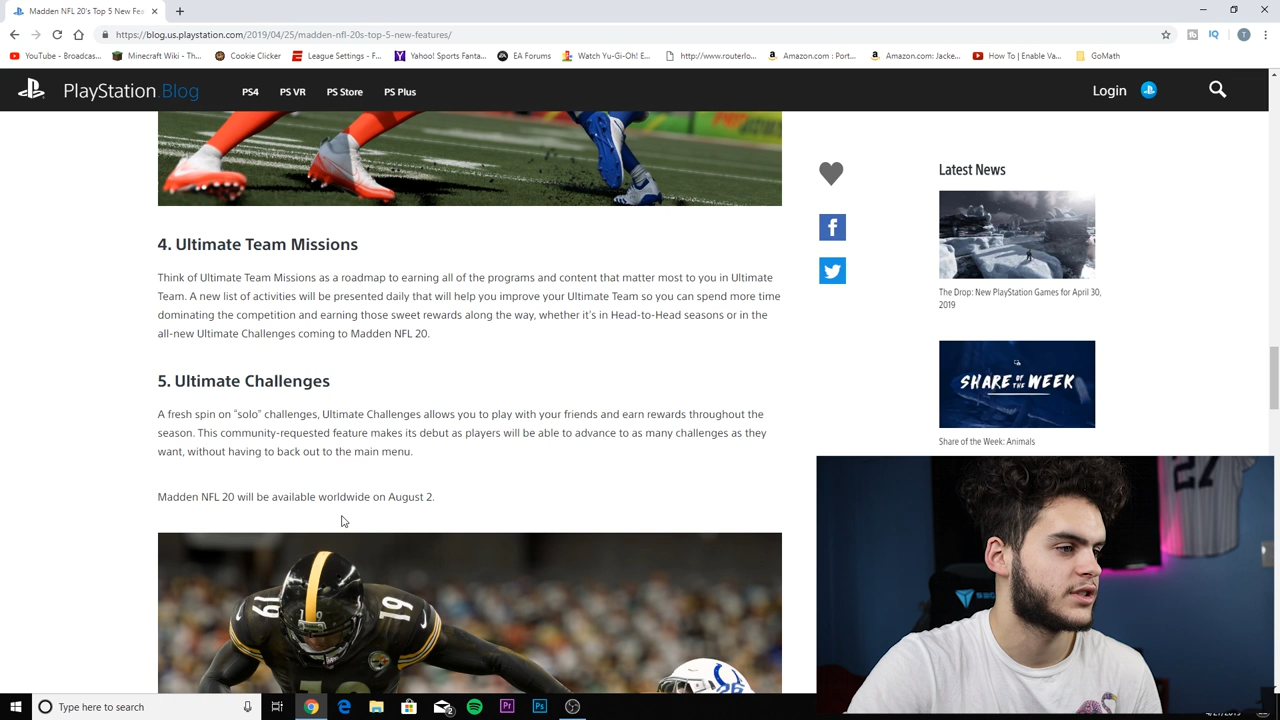 Madden NFL 20's Top 5 New Fea
https://blog.us.playstation.com/2019/04/25/madden-nfl-20s-top-5-new-features/
YouTube - Broadcas...
Minecraft Wiki - Th...
Cookie Clicker
League Settings - F...
Yahoo! Sports Fanta...
EA Forums
Watch Yu-Gi-Oh! E...
http://www.routerlo...
Amazon.com : Port...
Amazon.com: Jacke...
How To | Enable Va...
GoMath
PlayStation.Blog
PS4
PS VR
PS Store
PS Plus
Login
4. Ultimate Team Missions
Think of Ultimate Team Missions as a roadmap to earning all of the programs and content that matter most to you in Ultimate
Team. A new list of activities will be presented daily that will help you improve your Ultimate Team so you can spend more time
dominating the competition and earning those sweet rewards along the way, whether it's in Head-to-Head seasons or in the
all-new Ultimate Challenges coming to Madden NFL 20.
5. Ultimate Challenges
A fresh spin on "solo" challenges, Ultimate Challenges allows you to play with your friends and earn rewards throughout the
season. This community-requested feature makes its debut as players will be able to advance to as many challenges as they
want, without having to back out to the main menu.
Madden NFL 20 will be available worldwide on August 2.
19
19
26
Latest News
The Drop: New PlayStation Games for April 30,
2019
SHARE OF THE WEEK
Share of the Week: Animals
27
Type here to search